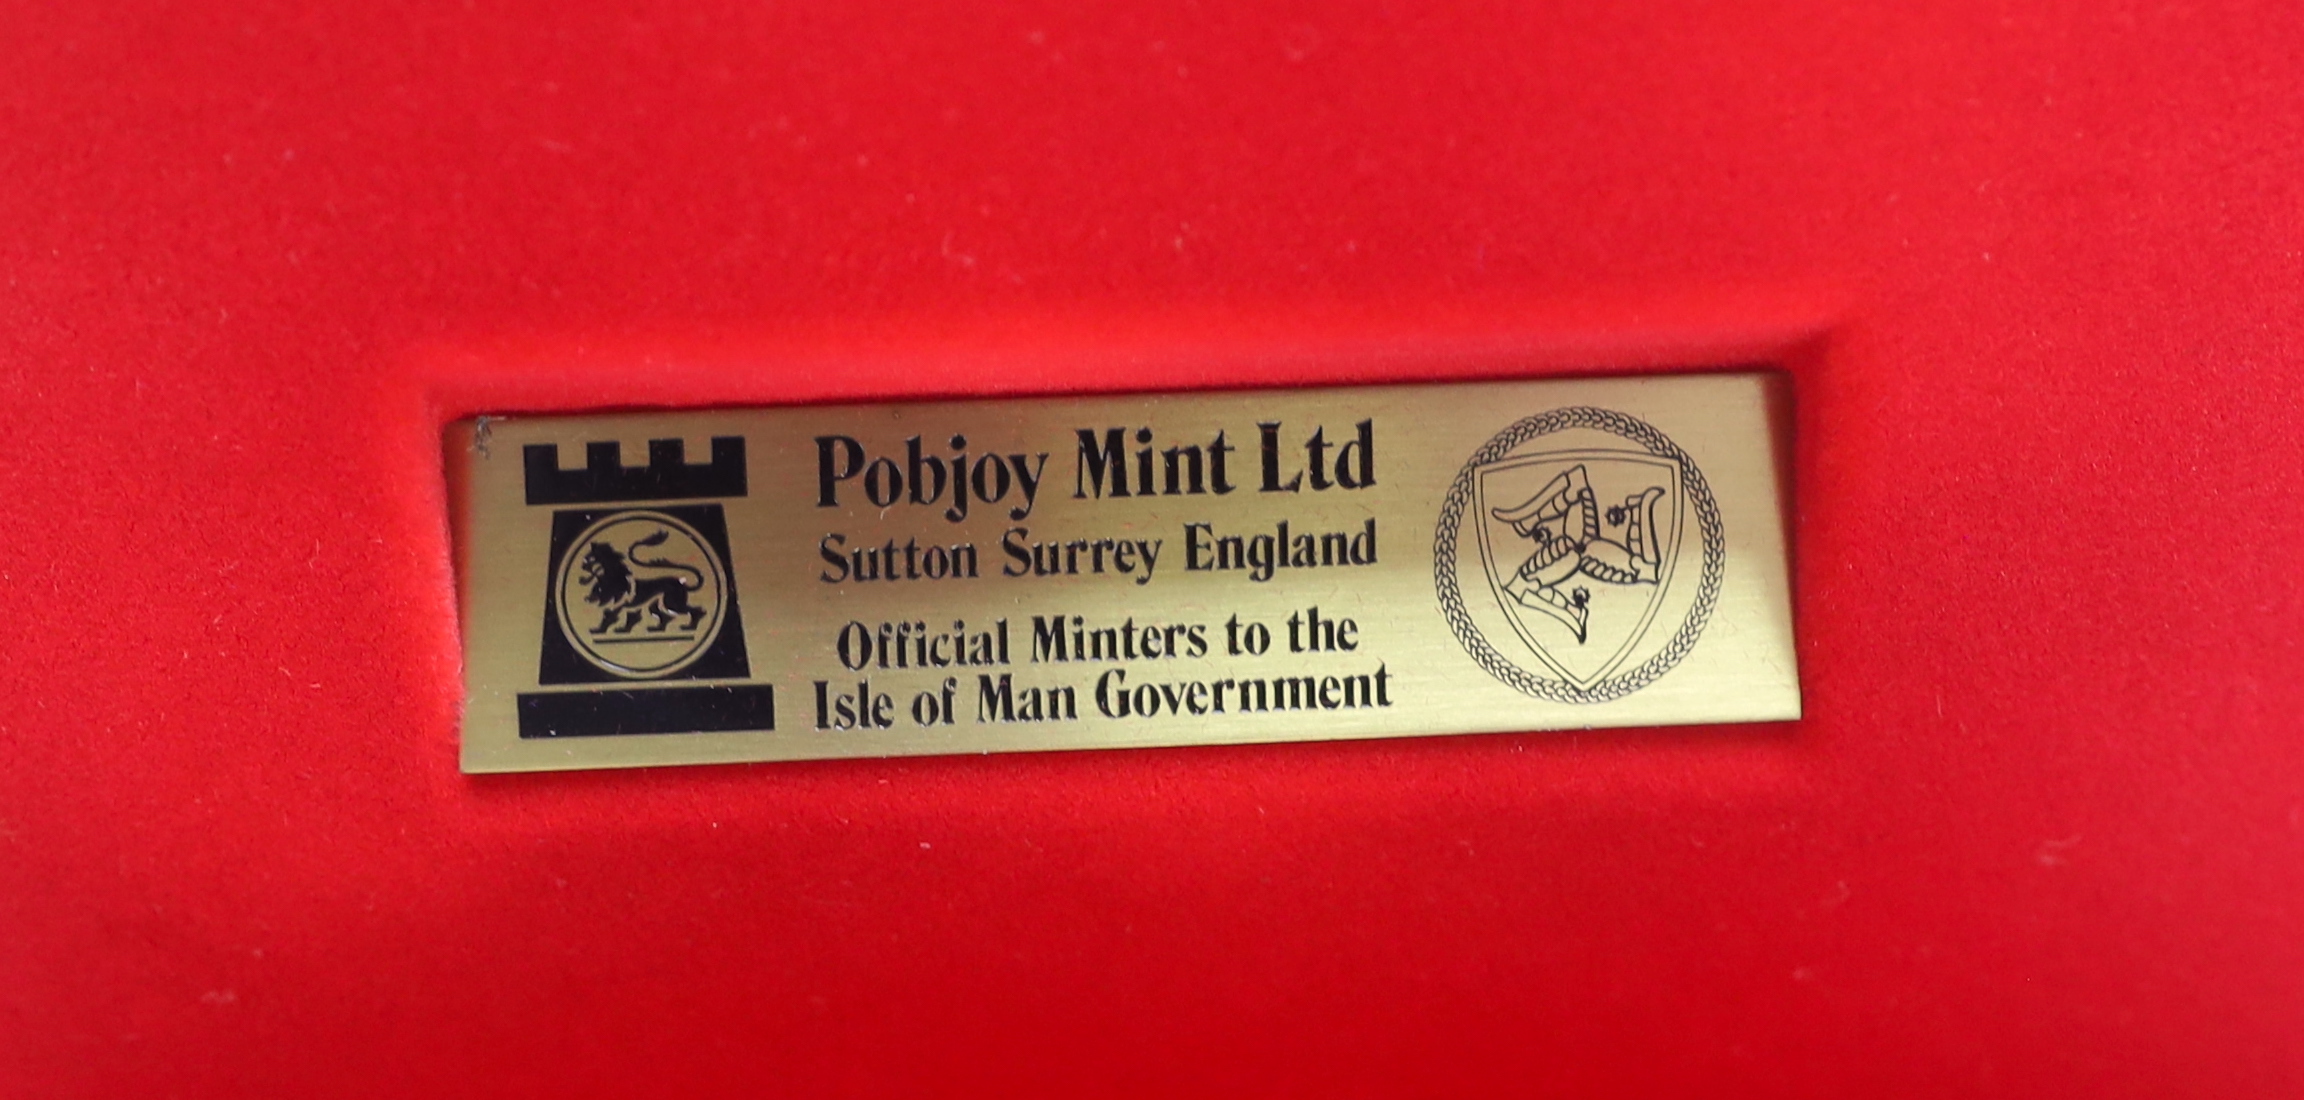 Pobjoy Mint Ltd
Sutton Surrey England
Official Minters to the
Isle of Man Government